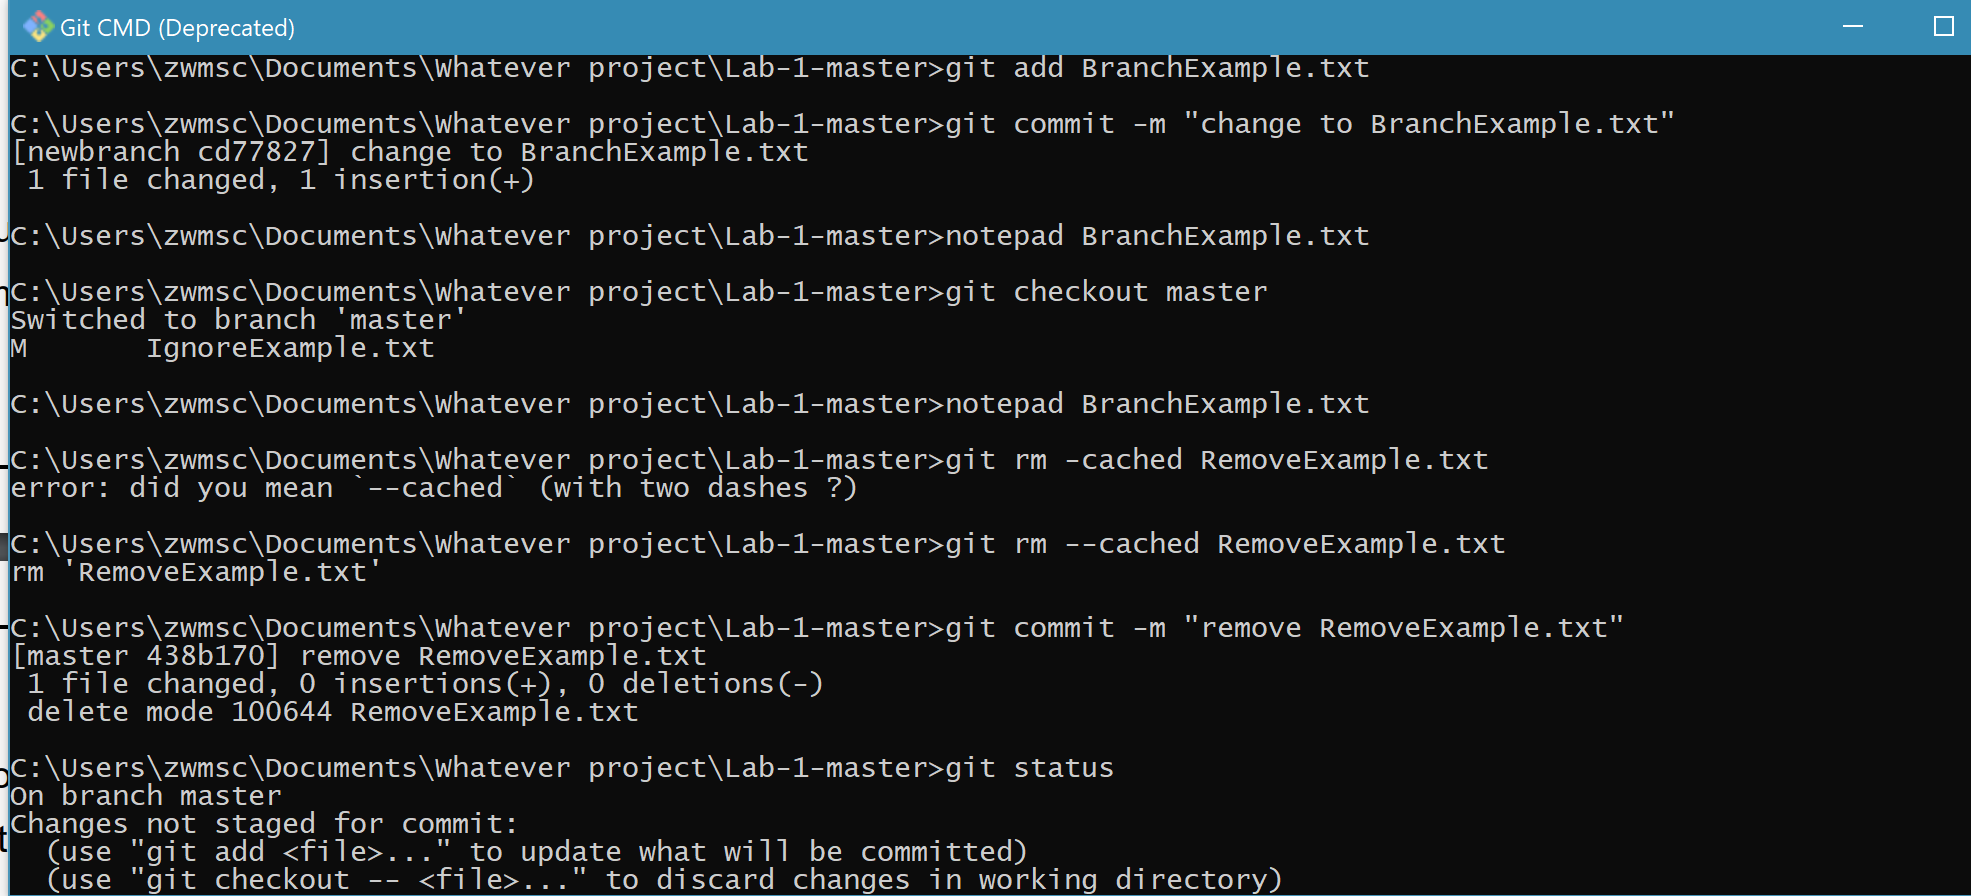 Git CMD (Deprecated)
C:\Users\zwmsc\Documents\Whatever project\Lab-1-master>git add BranchExample.txt
C:\Users\zwmsc\Documents\Whatever project\Lab-1-master>git commit -m "change to BranchExample.txt"
[newbranch cd77827] change to BranchExample.txt
 1 file changed, 1 insertion(+)
C:\Users\zwmsc\Documents\Whatever project\Lab-1-master>notepad BranchExample.txt
C:\Users\zwmsc\Documents\Whatever project\Lab-1-master>git checkout master
Switched to branch 'master'
M       IgnoreExample.txt
C:\Users\zwmsc\Documents\Whatever project\Lab-1-master>notepad BranchExample.txt
C:\Users\zwmsc\Documents\Whatever project\Lab-1-master>git rm -cached RemoveExample.txt
error: did you mean `--cached` (with two dashes ?)
C:\Users\zwmsc\Documents\Whatever project\Lab-1-master>git rm --cached RemoveExample.txt
rm 'RemoveExample.txt'
C:\Users\zwmsc\Documents\Whatever project\Lab-1-master>git commit -m "remove RemoveExample.txt"
[master 438b170] remove RemoveExample.txt
 1 file changed, 0 insertions(+), 0 deletions(-)
 delete mode 100644 RemoveExample.txt
C:\Users\zwmsc\Documents\Whatever project\Lab-1-master>git status
On branch master
Changes not staged for commit:
  (use "git add <file>..." to update what will be committed)
  (use "git checkout -- <file>..." to discard changes in working directory)